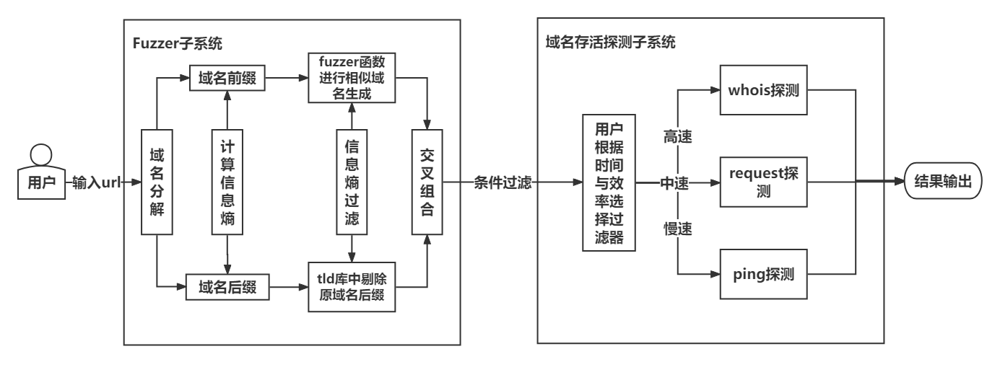 Fuzzer子系统
域名前缀
fuzzer函数
进行相似域
名生成
域名分解
计算信息熵
信息熵过滤
交叉组合
用户
输入url
域名后缀
tld库中剔除
原域名后缀
条件过滤
域名存活探测子系统
用户
根据
时间
与效
率选
择过
滤器
高速
中速
慢速
whois探测
request探
测
ping探测
结果输出